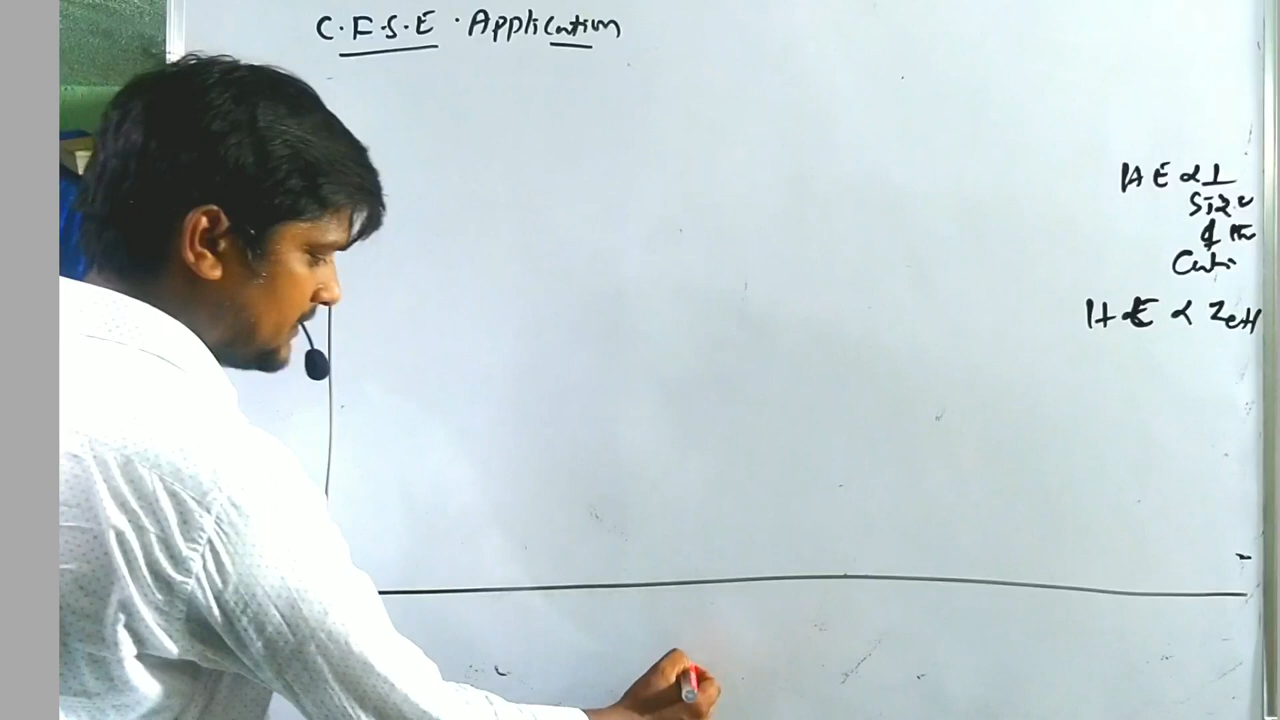 C.F.S.E. Application
H E ∝ 1
Size
of the
Cation
H E ∝ Zeff